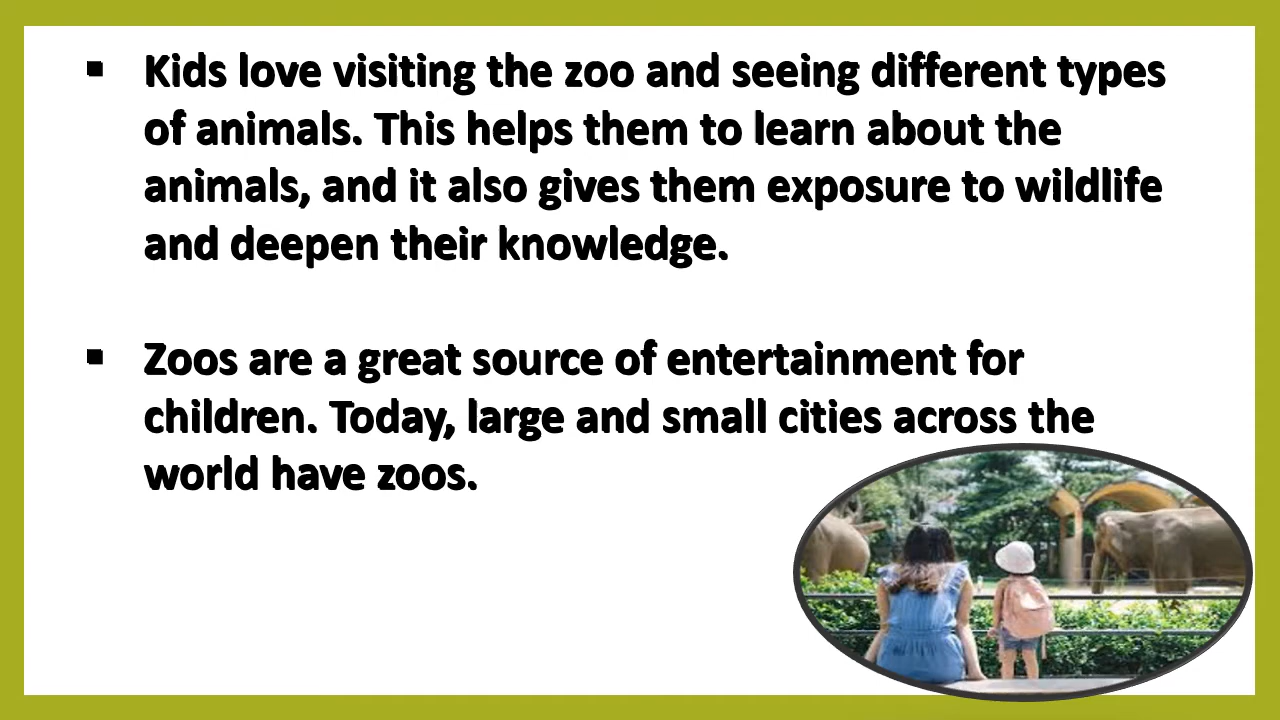 ▪ Kids love visiting the zoo and seeing different types
of animals. This helps them to learn about the
animals, and it also gives them exposure to wildlife
and deepen their knowledge.
▪ Zoos are a great source of entertainment for
children. Today, large and small cities across the
world have zoos.